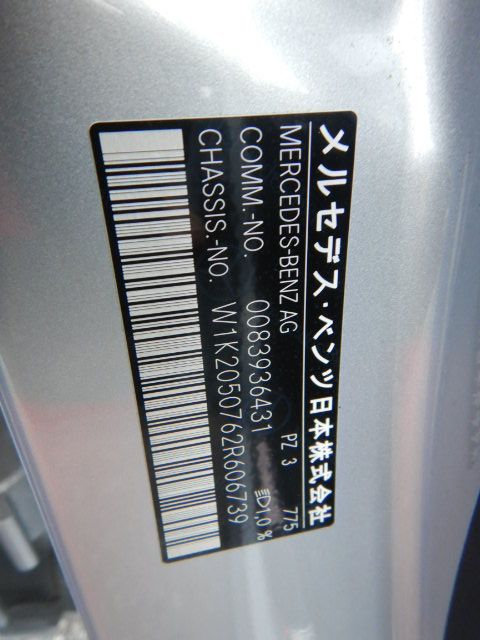 メルセデス・ベンツ日本株式会社
MERCEDES-BENZ AG PZ 3 775
COMM.-NO. 0083936431 1,0 %
CHASSIS.-NO. W1K2050762R606739